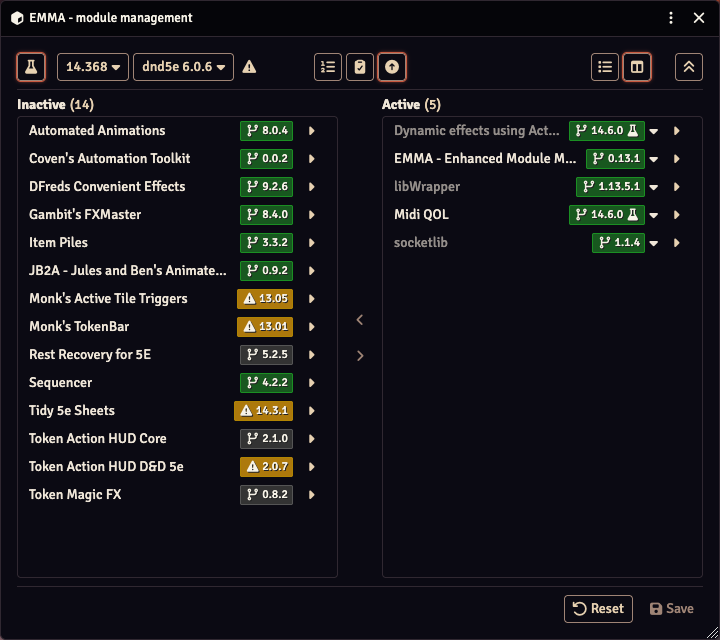 EMMA - module management
14.368
dnd5e 6.0.6
Inactive (14)
Automated Animations 8.0.4
Coven's Automation Toolkit 0.0.2
DFreds Convenient Effects 9.2.6
Gambit's FXMaster 8.4.0
Item Piles 3.3.2
JB2A - Jules and Ben's Animate... 0.9.2
Monk's Active Tile Triggers 13.05
Monk's TokenBar 13.01
Rest Recovery for 5E 5.2.5
Sequencer 4.2.2
Tidy 5e Sheets 14.3.1
Token Action HUD Core 2.1.0
Token Action HUD D&D 5e 2.0.7
Token Magic FX 0.8.2
Active (5)
Dynamic effects using Act... 14.6.0
EMMA - Enhanced Module M... 0.13.1
libWrapper 1.13.5.1
Midi QOL 14.6.0
socketlib 1.1.4
Reset
Save